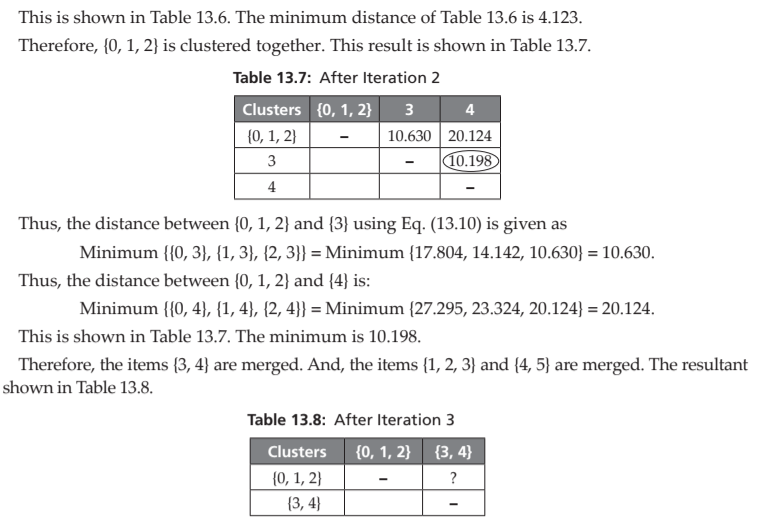 This is shown in Table 13.6. The minimum distance of Table 13.6 is 4.123.
Therefore, {0, 1, 2} is clustered together. This result is shown in Table 13.7.
Table 13.7: After Iteration 2
Clusters {0, 1, 2} 3 4
{0, 1, 2} – 10.630 20.124
3 – 10.198
4 –
Thus, the distance between {0, 1, 2} and {3} using Eq. (13.10) is given as
Minimum {{0, 3}, {1, 3}, {2, 3}} = Minimum {17.804, 14.142, 10.630} = 10.630.
Thus, the distance between {0, 1, 2} and {4} is:
Minimum {{0, 4}, {1, 4}, {2, 4}} = Minimum {27.295, 23.324, 20.124} = 20.124.
This is shown in Table 13.7. The minimum is 10.198.
Therefore, the items {3, 4} are merged. And, the items {1, 2, 3} and {4, 5} are merged. The resultant
shown in Table 13.8.
Table 13.8: After Iteration 3
Clusters {0, 1, 2} {3, 4}
{0, 1, 2} – ?
{3, 4} –